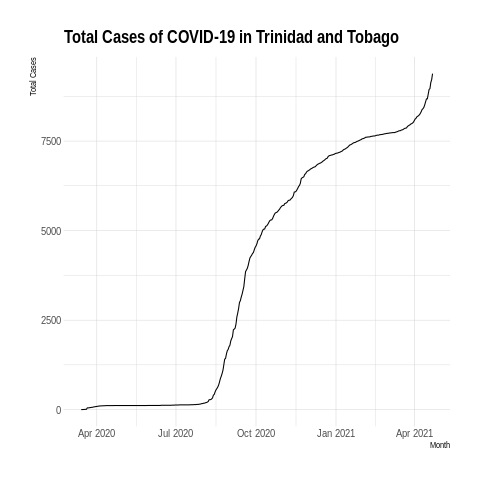 Total Cases of COVID-19 in Trinidad and Tobago
Total Cases
7500
5000
2500
0
Apr 2020 Jul 2020 Oct 2020 Jan 2021 Apr 2021
Month